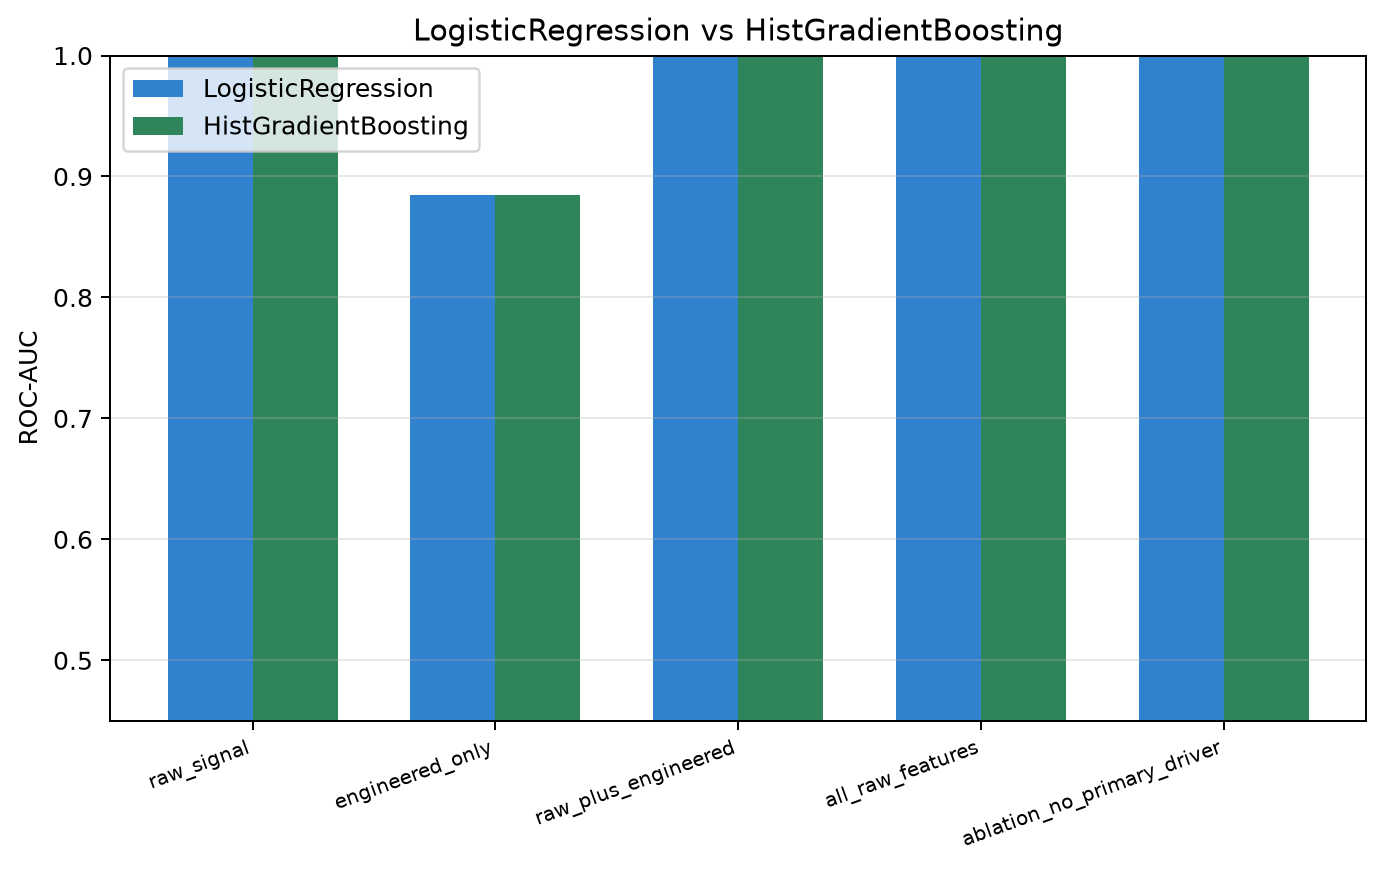 LogisticRegression vs HistGradientBoosting
LogisticRegression
HistGradientBoosting
ROC-AUC
1.0
0.9
0.8
0.7
0.6
0.5
raw_signal
engineered_only
raw_plus_engineered
all_raw_features
ablation_no_primary_driver